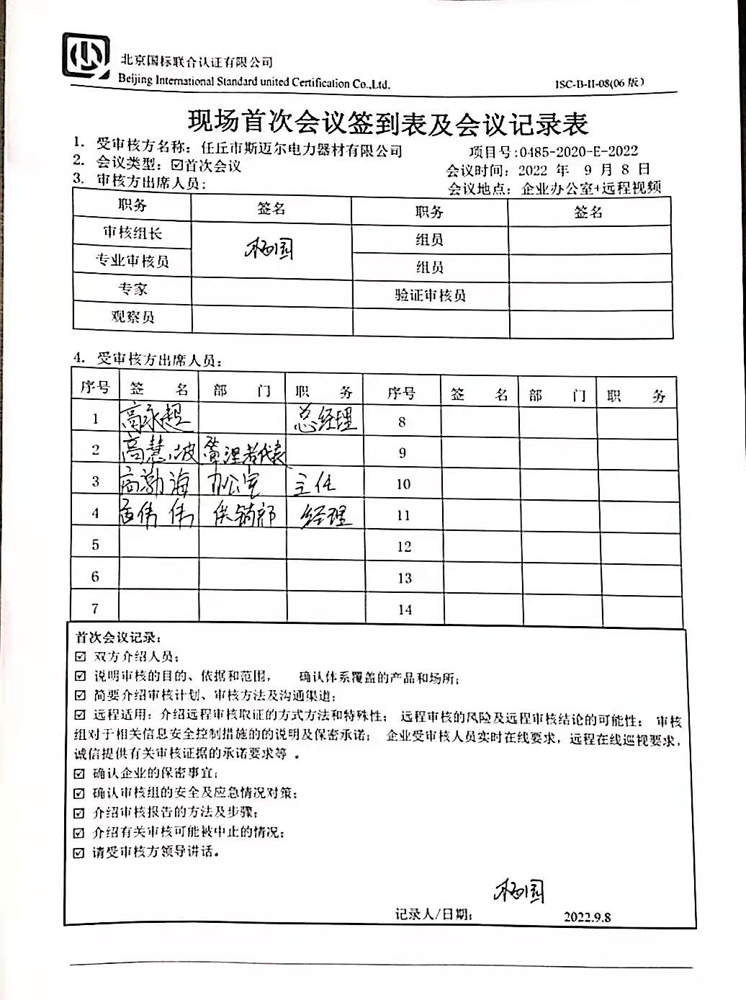 北京国标联合认证有限公司
Beijing International Standard united Certification Co.,Ltd.
ISC-B-II-08(06 版)
现场首次会议签到表及会议记录表
1. 受审核方名称: 任丘市斯迈尔电力器材有限公司 项目号:0485-2020-E-2022
2. 会议类型: ☑首次会议 会议时间: 2022 年 9 月 8 日
3. 审核方出席人员: 会议地点: 企业办公室+远程视频
职务 签名 职务 签名
审核组长 组员
专业审核员 组员
专家 验证审核员
观察员
4. 受审核方出席人员:
序号 签 名 部 门 职 务 序号 签 名 部 门 职 务
1 高永超 总经理 8
2 高慧坡 管理者代表 9
3 高渤海 办公室 主任 10
4 伟伟 供销部 经理 11
5 12
6 13
7 14
首次会议记录:
☑ 双方介绍人员;
☑ 说明审核的目的、依据和范围, 确认体系覆盖的产品和场所;
☑ 简要介绍审核计划、审核方法及沟通渠道;
☑ 远程适用: 介绍远程审核取证的方式方法和特殊性; 远程审核的风险及远程审核结论的可能性; 审核
组对于相关信息安全控制措施的的说明及保密承诺; 企业受审核人员实时在线要求, 远程在线巡视要求,
诚信提供有关审核证据的承诺要求等 。
☑ 确认企业的保密事宜;
☑ 确认审核组的安全及应急情况对策;
☑ 介绍审核报告的方法及步骤;
☑ 介绍有关审核可能被中止的情况;
☑ 请受审核方领导讲话。
记录人/日期: 2022.9.8